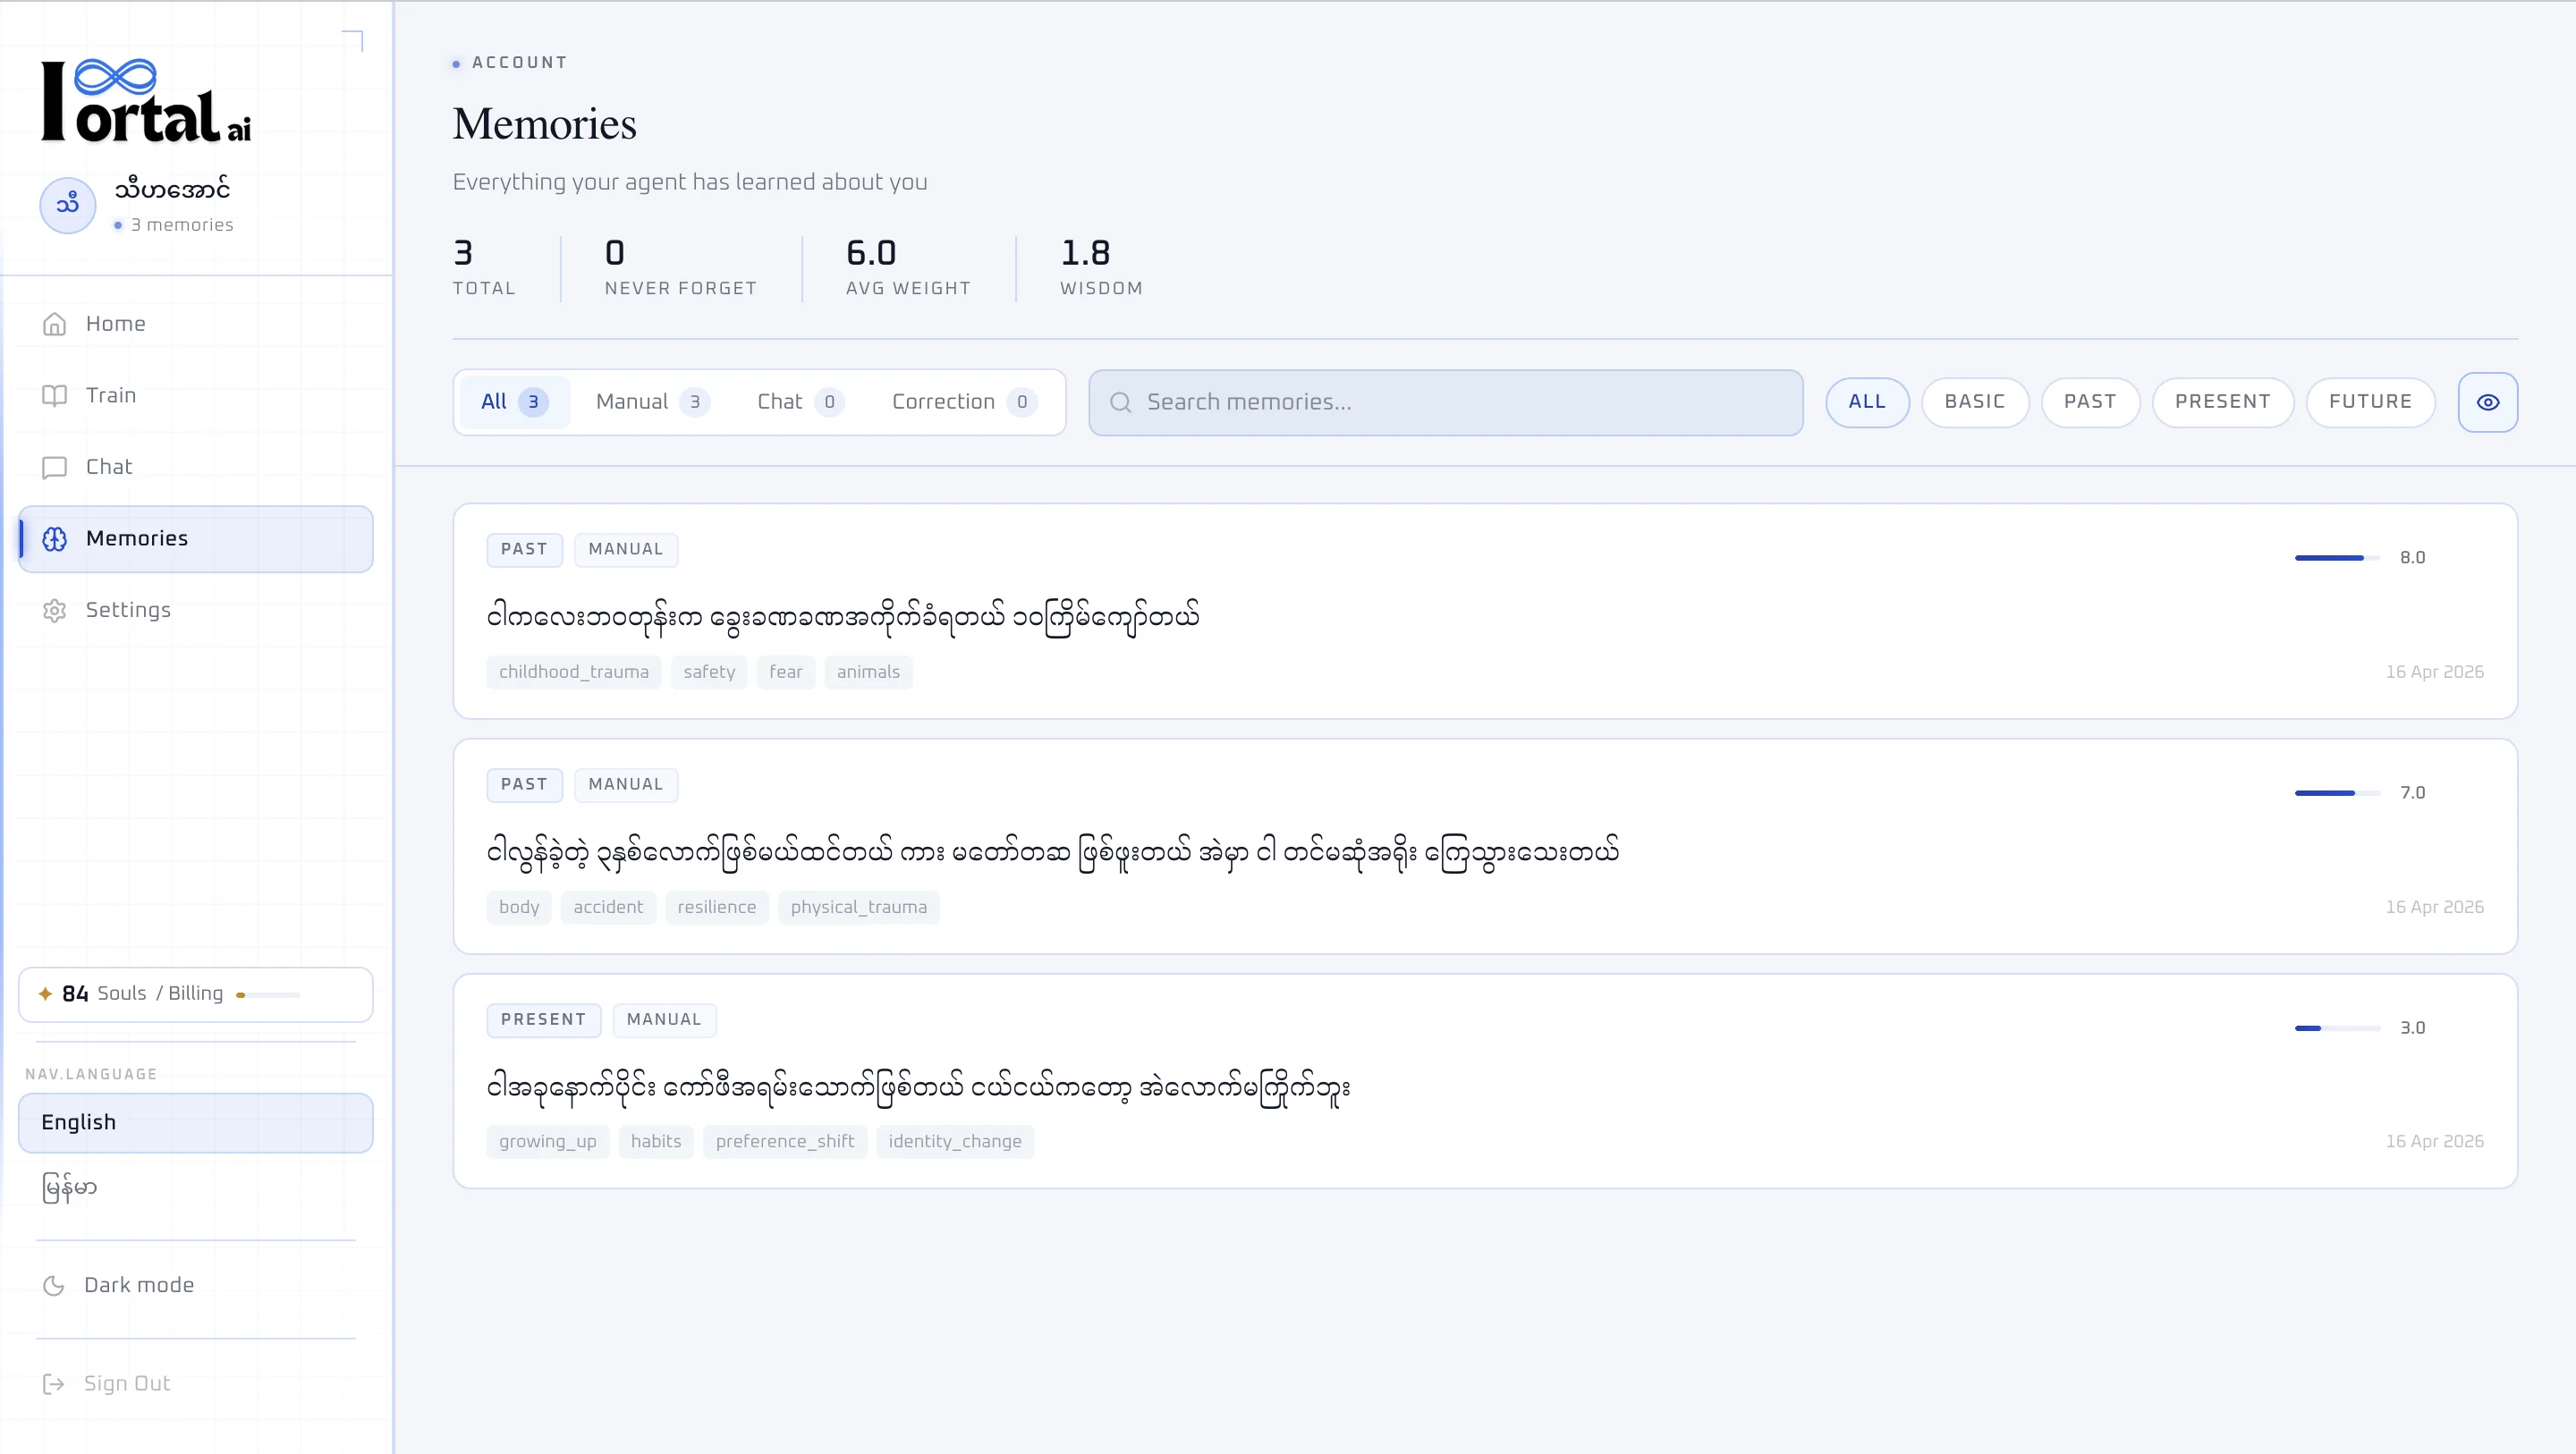 Iortal ai
သီ
သီဟအောင်
3 memories
Home
Train
Chat
Memories
Settings
84 Souls / Billing
NAV.LANGUAGE
English
မြန်မာ
Dark mode
Sign Out
ACCOUNT
Memories
Everything your agent has learned about you
3 0 6.0 1.8
TOTAL NEVER FORGET AVG WEIGHT WISDOM
All 3 Manual 3 Chat 0 Correction 0 Search memories... ALL BASIC PAST PRESENT FUTURE
PAST MANUAL 8.0
ငါကလေးဘဝတုန်းက ခွေးခဏခဏအကိုက်ခံရတယ် ၁၀ကြိမ်ကျော်တယ်
childhood_trauma safety fear animals 16 Apr 2026
PAST MANUAL 7.0
ငါလွန်ခဲ့တဲ့ ၃နှစ်လောက်ဖြစ်မယ်ထင်တယ် ကား မတော်တဆ ဖြစ်ဖူးတယ် အဲမှာ ငါ တင်မဆုံအရိုး ကြေသွားသေးတယ်
body accident resilience physical_trauma 16 Apr 2026
PRESENT MANUAL 3.0
ငါအခုနောက်ပိုင်း ကော်ဖီအရမ်းသောက်ဖြစ်တယ် ငယ်ငယ်ကတော့ အဲလောက်မကြိုက်ဘူး
growing_up habits preference_shift identity_change 16 Apr 2026